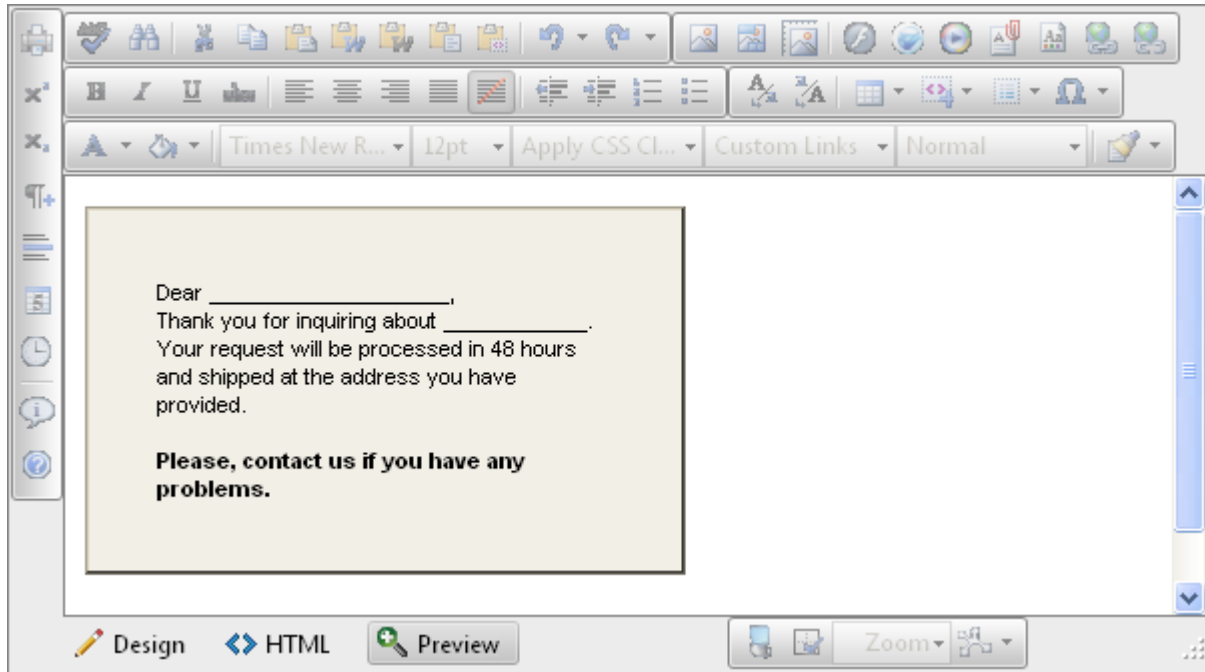 Times New R... 12pt Apply CSS Cl... Custom Links Normal
Dear ____________________,
Thank you for inquiring about ____________.
Your request will be processed in 48 hours
and shipped at the address you have
provided.
Please, contact us if you have any
problems.
Design HTML Preview Zoom